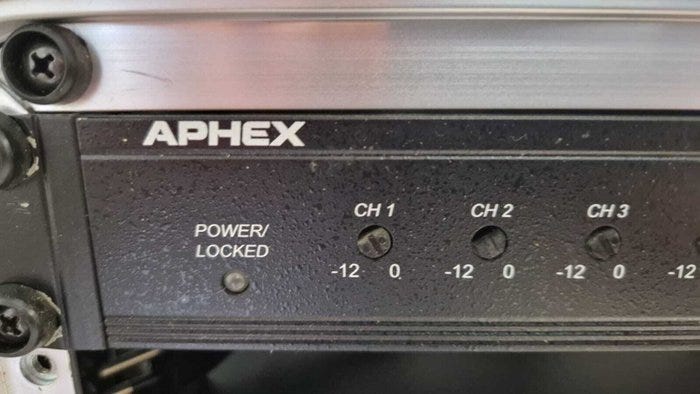 APHEX
CH 1 CH 2 CH 3
POWER/
LOCKED
-12 0 -12 0 -12 0 -12